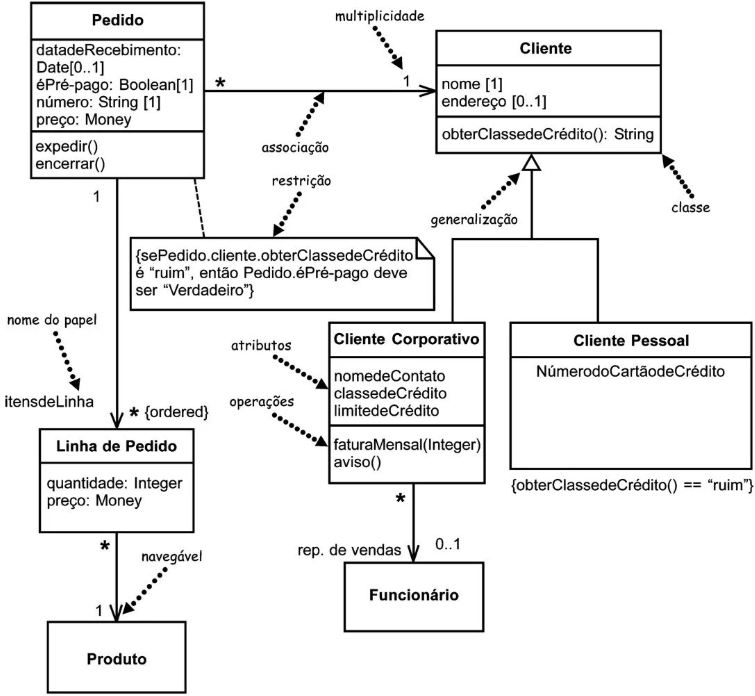 Pedido
datadeRecebimento:
Date[0..1]
éPré-pago: Boolean[1]
número: String [1]
preço: Money
expedir()
encerrar()
multiplicidade
*
1
associação
Cliente
nome [1]
endereço [0..1]
obterClassedeCrédito(): String
restrição
generalização
classe
1
{sePedido.cliente.obterClassedeCrédito
é “ruim”, então Pedido.éPré-pago deve
ser “Verdadeiro”}
nome do papel
itensdeLinha
* {ordered}
atributos
operações
Cliente Corporativo
nomedeContato
classedeCrédito
limitedeCrédito
faturaMensal(Integer)
aviso()
Cliente Pessoal
NúmerodoCartãodeCrédito
{obterClassedeCrédito() == “ruim”}
Linha de Pedido
quantidade: Integer
preço: Money
*
navegável
1
Produto
*
rep. de vendas
0..1
Funcionário